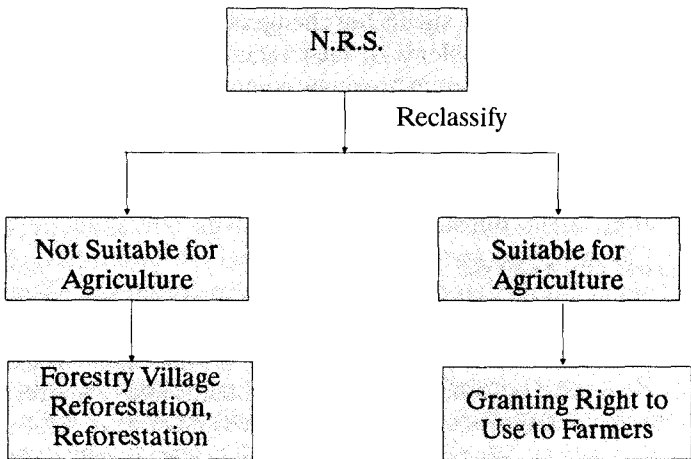 N.R.S.
Reclassify
Not Suitable for
Agriculture
Suitable for
Agriculture
Forestry Village
Reforestation,
Reforestation
Granting Right to
Use to Farmers